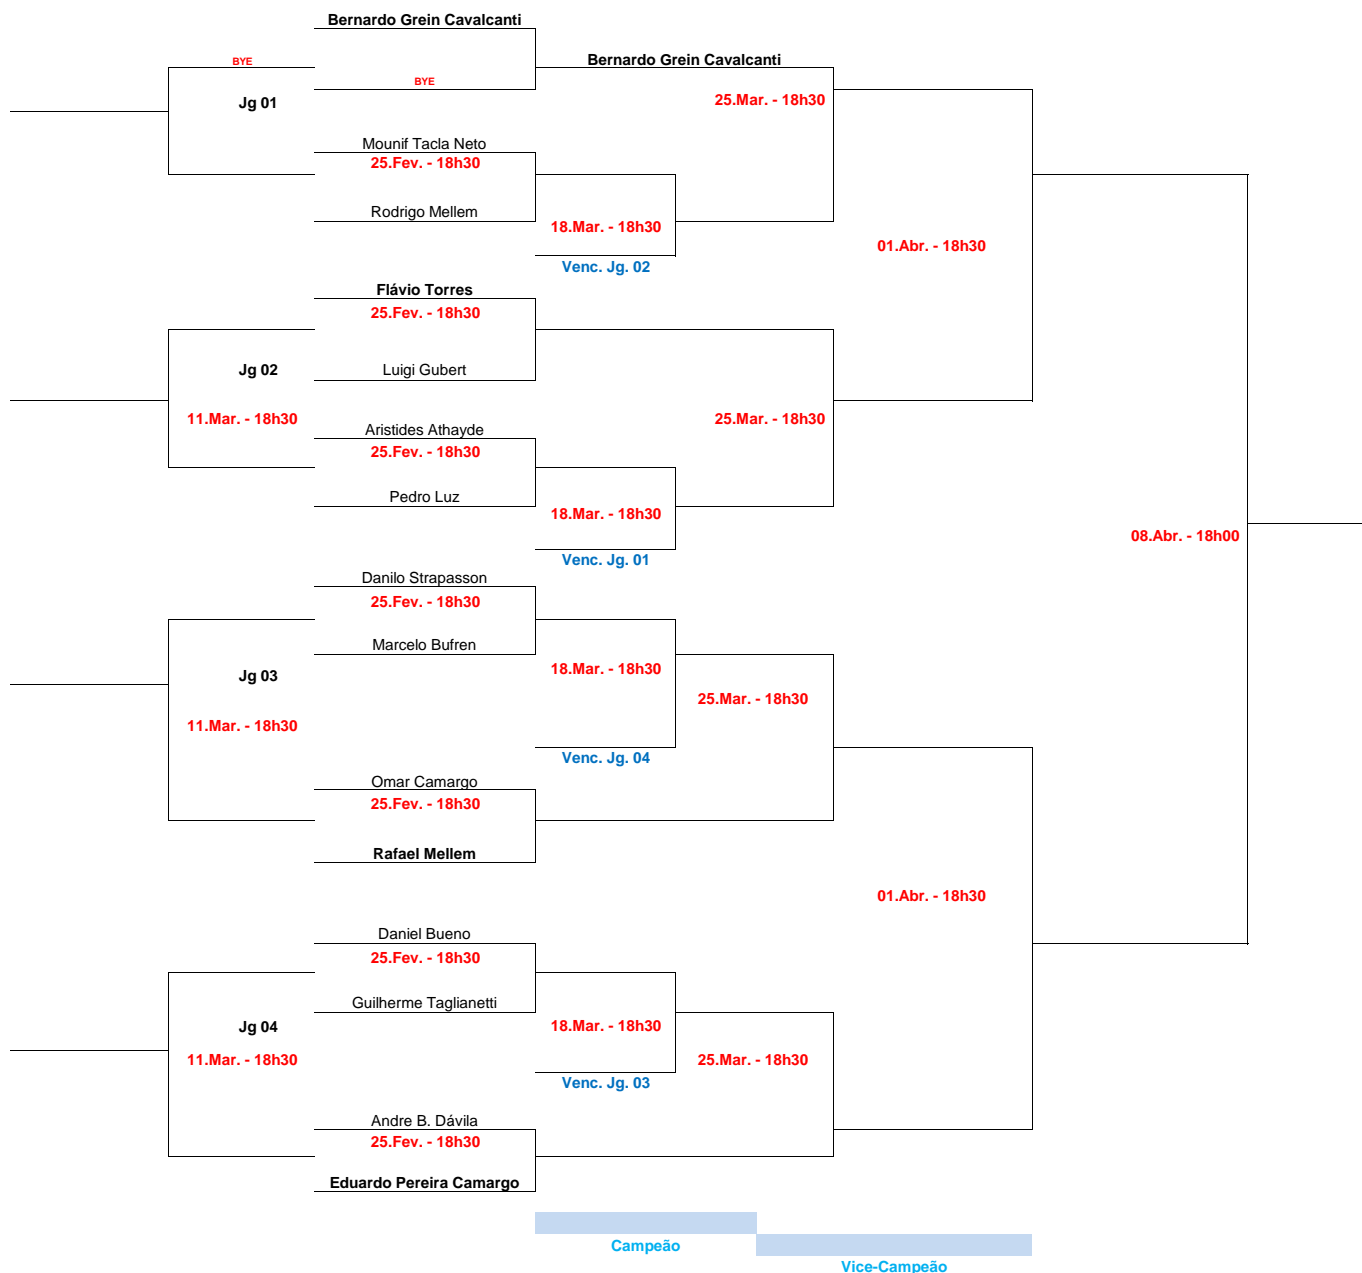 Bernardo Grein Cavalcanti
BYE
Bernardo Grein Cavalcanti
BYE
Jg 01
25.Mar. - 18h30
Mounif Tacla Neto
25.Fev. - 18h30
Rodrigo Mellem
18.Mar. - 18h30
01.Abr. - 18h30
Venc. Jg. 02
Flávio Torres
25.Fev. - 18h30
Jg 02
Luigi Gubert
11.Mar. - 18h30
25.Mar. - 18h30
Aristides Athayde
25.Fev. - 18h30
Pedro Luz
18.Mar. - 18h30
08.Abr. - 18h00
Venc. Jg. 01
Danilo Strapasson
25.Fev. - 18h30
Marcelo Bufren
Jg 03
18.Mar. - 18h30
25.Mar. - 18h30
11.Mar. - 18h30
Venc. Jg. 04
Omar Camargo
25.Fev. - 18h30
Rafael Mellem
01.Abr. - 18h30
Daniel Bueno
25.Fev. - 18h30
Guilherme Taglianetti
Jg 04
18.Mar. - 18h30
11.Mar. - 18h30
25.Mar. - 18h30
Venc. Jg. 03
Andre B. Dávila
25.Fev. - 18h30
Eduardo Pereira Camargo
Campeão
Vice-Campeão